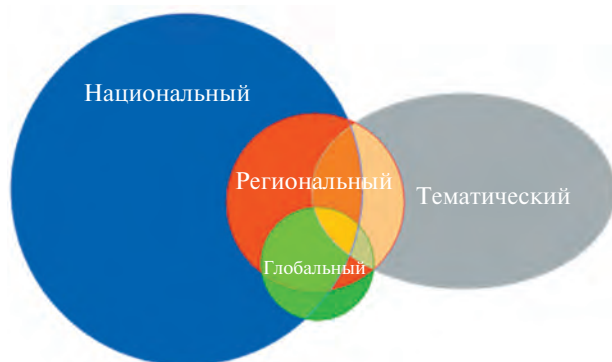 Национальный
Региональный
Тематический
Глобальный